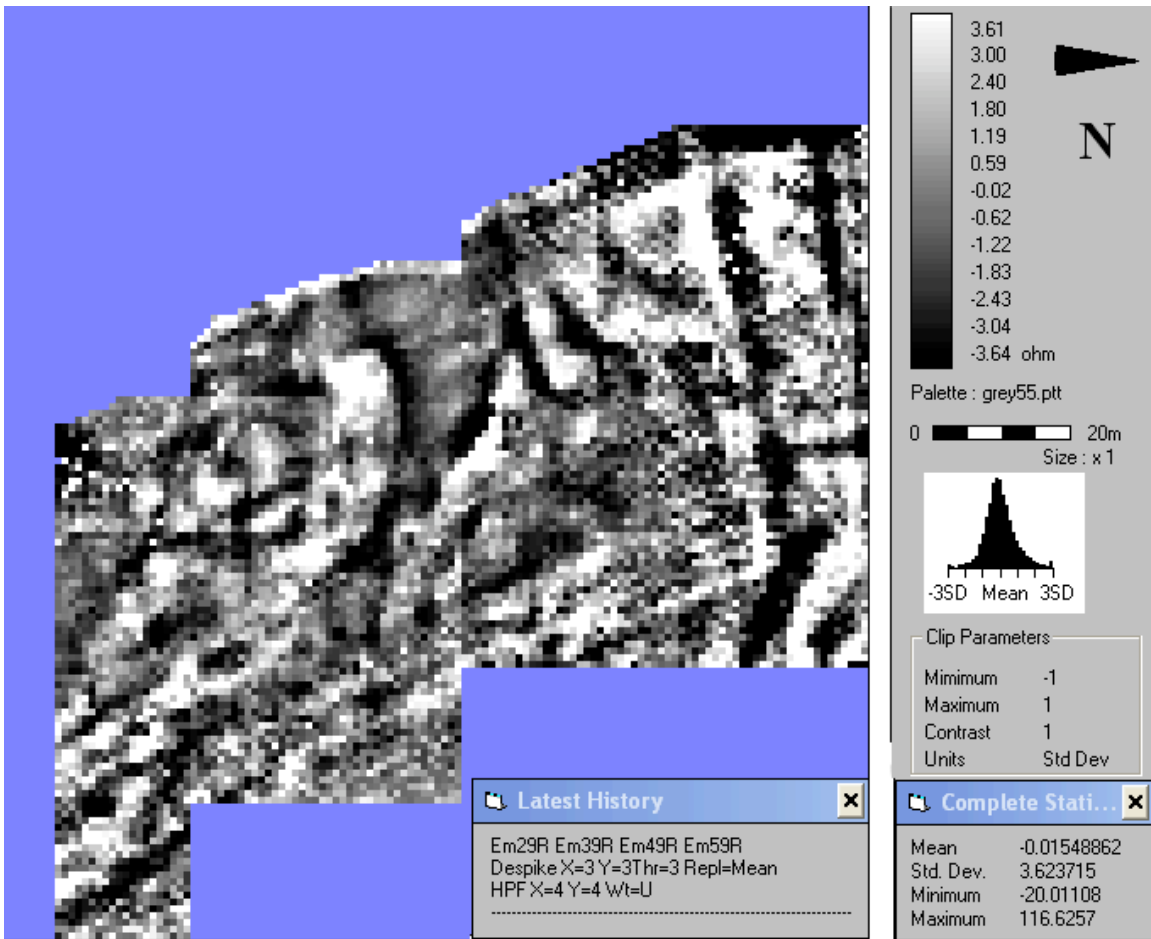 3.61
3.00
2.40
1.80
1.19
0.59
-0.02
-0.62
-1.22
-1.83
-2.43
-3.04
-3.64 ohm
N
Palette : grey55.ptt
0 20m
Size : x 1
-3SD Mean 3SD
Clip Parameters
Mimimum -1
Maximum 1
Contrast 1
Units Std Dev
Latest History
Em29R Em39R Em49R Em59R
Despike X=3 Y=3Thr=3 Repl=Mean
HPF X=4 Y=4 Wt=U
Complete Stati...
Mean -0.01548862
Std. Dev. 3.623715
Minimum -20.01108
Maximum 116.6257